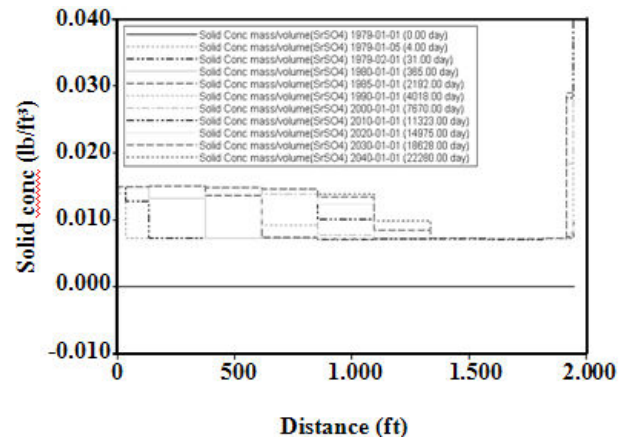 0.040
0.030
0.020
0.010
0.000
-0.010
Solid conc (lb/ft³)
Solid Conc mass/volume(SrSO4) 1979-01-01 (0.00 day)
Solid Conc mass/volume(SrSO4) 1979-01-05 (4.00 day)
Solid Conc mass/volume(SrSO4) 1979-02-01 (31.00 day)
Solid Conc mass/volume(SrSO4) 1980-01-01 (365.00 day)
Solid Conc mass/volume(SrSO4) 1985-01-01 (2192.00 day)
Solid Conc mass/volume(SrSO4) 1990-01-01 (4018.00 day)
Solid Conc mass/volume(SrSO4) 2000-01-01 (7670.00 day)
Solid Conc mass/volume(SrSO4) 2010-01-01 (11323.00 day)
Solid Conc mass/volume(SrSO4) 2020-01-01 (14975.00 day)
Solid Conc mass/volume(SrSO4) 2030-01-01 (18628.00 day)
Solid Conc mass/volume(SrSO4) 2040-01-01 (22280.00 day)
0
500
1.000
1.500
2.000
Distance (ft)